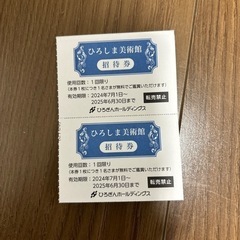 ひろしま美術館
招待券
使用回数：1回限り
（本券1枚につき1名さまが無料でご鑑賞いただけます）
有効期限：2024年7月1日～
2025年6月30日まで
転売禁止
ひろぎんホールディングス
ひろしま美術館
招待券
使用回数：1回限り
（本券1枚につき1名さまが無料でご鑑賞いただけます）
有効期限：2024年7月1日～
2025年6月30日まで
転売禁止
ひろぎんホールディングス